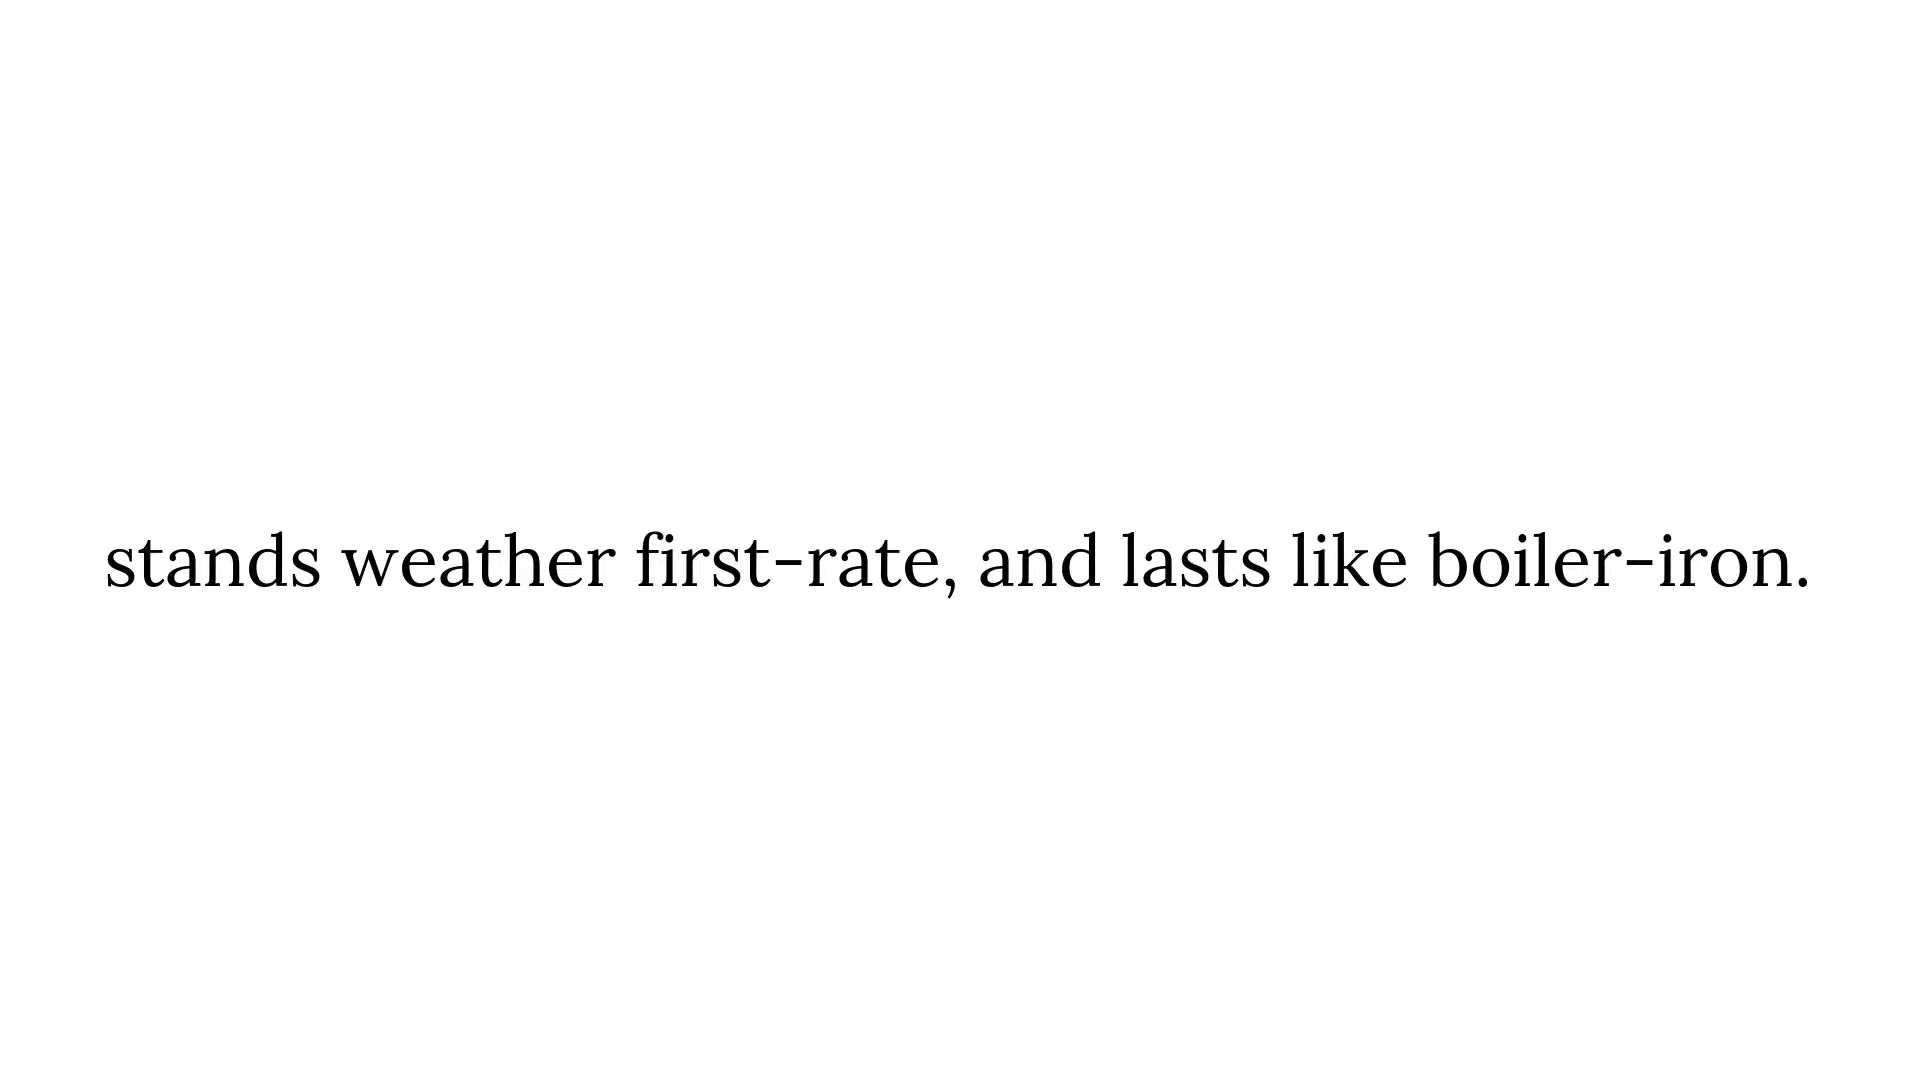 stands weather first-rate, and lasts like boiler-iron.